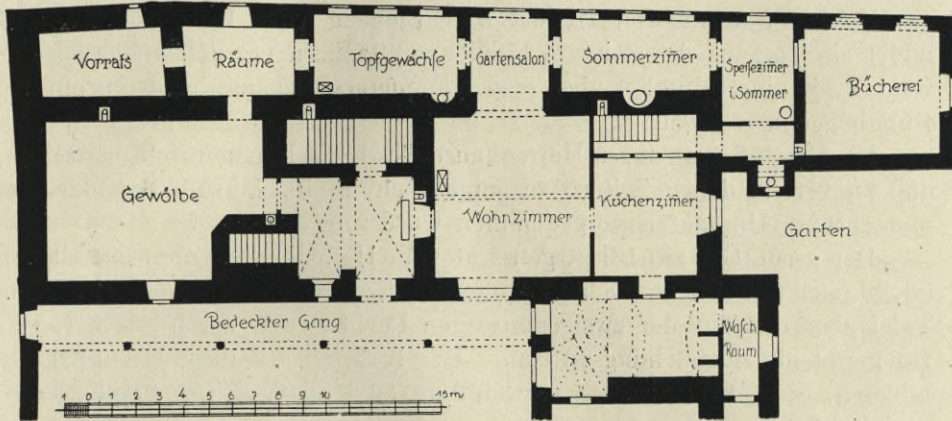 Vorrats
Räume
Topfgewächse
Gartensalon
Sommerzimer
Speisezimer
i. Sommer
Bücherei
Gewölbe
Wohnzimmer
Küchenzimer
Garten
Bedeckter Gang
Wasch
Raum
1 0 1 2 3 4 5 6 7 8 9 10 15 m